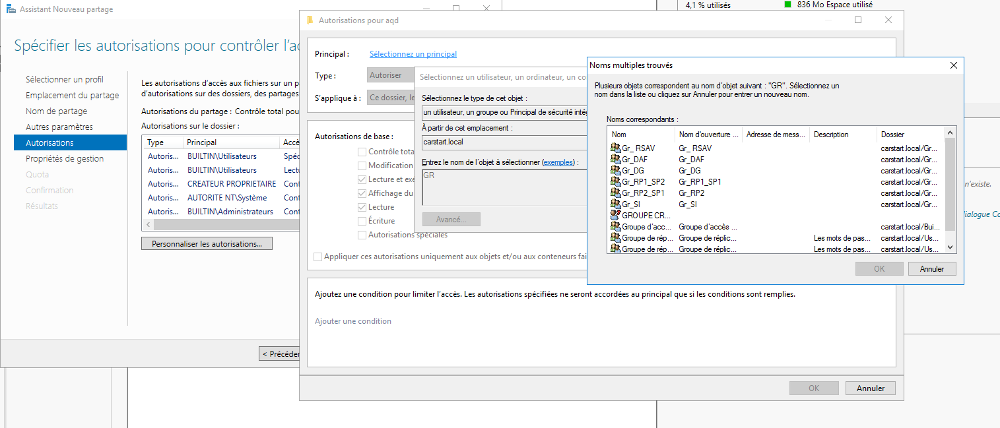 Assistant Nouveau partage
4,1 % utilisés
836 Mo Espace utilisé
Spécifier les autorisations pour contrôler l'ac
Sélectionner un profil
Emplacement du partage
Nom de partage
Autres paramètres
Autorisations
Propriétés de gestion
Quota
Confirmation
Résultats
Les autorisations d'accès aux fichiers sur un p
d'autorisations sur des dossiers, des partages
Autorisations du partage : Contrôle total pou
Autorisations sur le dossier :
Type Principal Accè
Autoris... BUILTIN\Utilisateurs Spéc
Autoris... BUILTIN\Utilisateurs Lectu
Autoris... CREATEUR PROPRIETAIRE Cont
Autoris... AUTORITE NT\Système Cont
Autoris... BUILTIN\Administrateurs Cont
Personnaliser les autorisations...
< Précéden
Autorisations pour aqd
Principal : Sélectionnez un principal
Type : Autoriser
S'applique à : Ce dossier, le
Autorisations de base :
Contrôle tota
Modification
Lecture et exé
Affichage du
Lecture
Écriture
Autorisations spéciales
Appliquer ces autorisations uniquement aux objets et/ou aux conteneurs fai
Ajoutez une condition pour limiter l'accès. Les autorisations spécifiées ne seront accordées au principal que si les conditions sont remplies.
Ajouter une condition
OK Annuler
Sélectionnez un utilisateur, un ordinateur, un co
Sélectionnez le type de cet objet :
un utilisateur, un groupe ou Principal de sécurité intég
À partir de cet emplacement :
carstart.local
Entrez le nom de l'objet à sélectionner (exemples) :
GR
Avancé...
Noms multiples trouvés
Plusieurs objets correspondent au nom d'objet suivant : "GR". Sélectionnez un
nom dans la liste ou cliquez sur Annuler pour entrer un nouveau nom.
Noms correspondants :
Nom Nom d'ouverture ... Adresse de mess... Description Dossier
Gr_ RSAV Gr_ RSAV carstart.local/Gr...
Gr_DAF Gr_DAF carstart.local/Gr...
Gr_DG Gr_DG carstart.local/Gr...
Gr_RP1_SP2 Gr_RP1_SP1 carstart.local/Gr...
Gr_RP2_SP1 Gr_RP2 carstart.local/Gr...
Gr_SI Gr_SI carstart.local/Gr...
GROUPE CR...
Groupe d'acc... Groupe d'accès ... carstart.local/Bui...
Groupe de rép... Groupe de réplic... Les mots de pas... carstart.local/Us...
Groupe de rép... Groupe de réplic... Les mots de pas... carstart.local/Us...
OK Annuler
n'existe.
ialogue Co